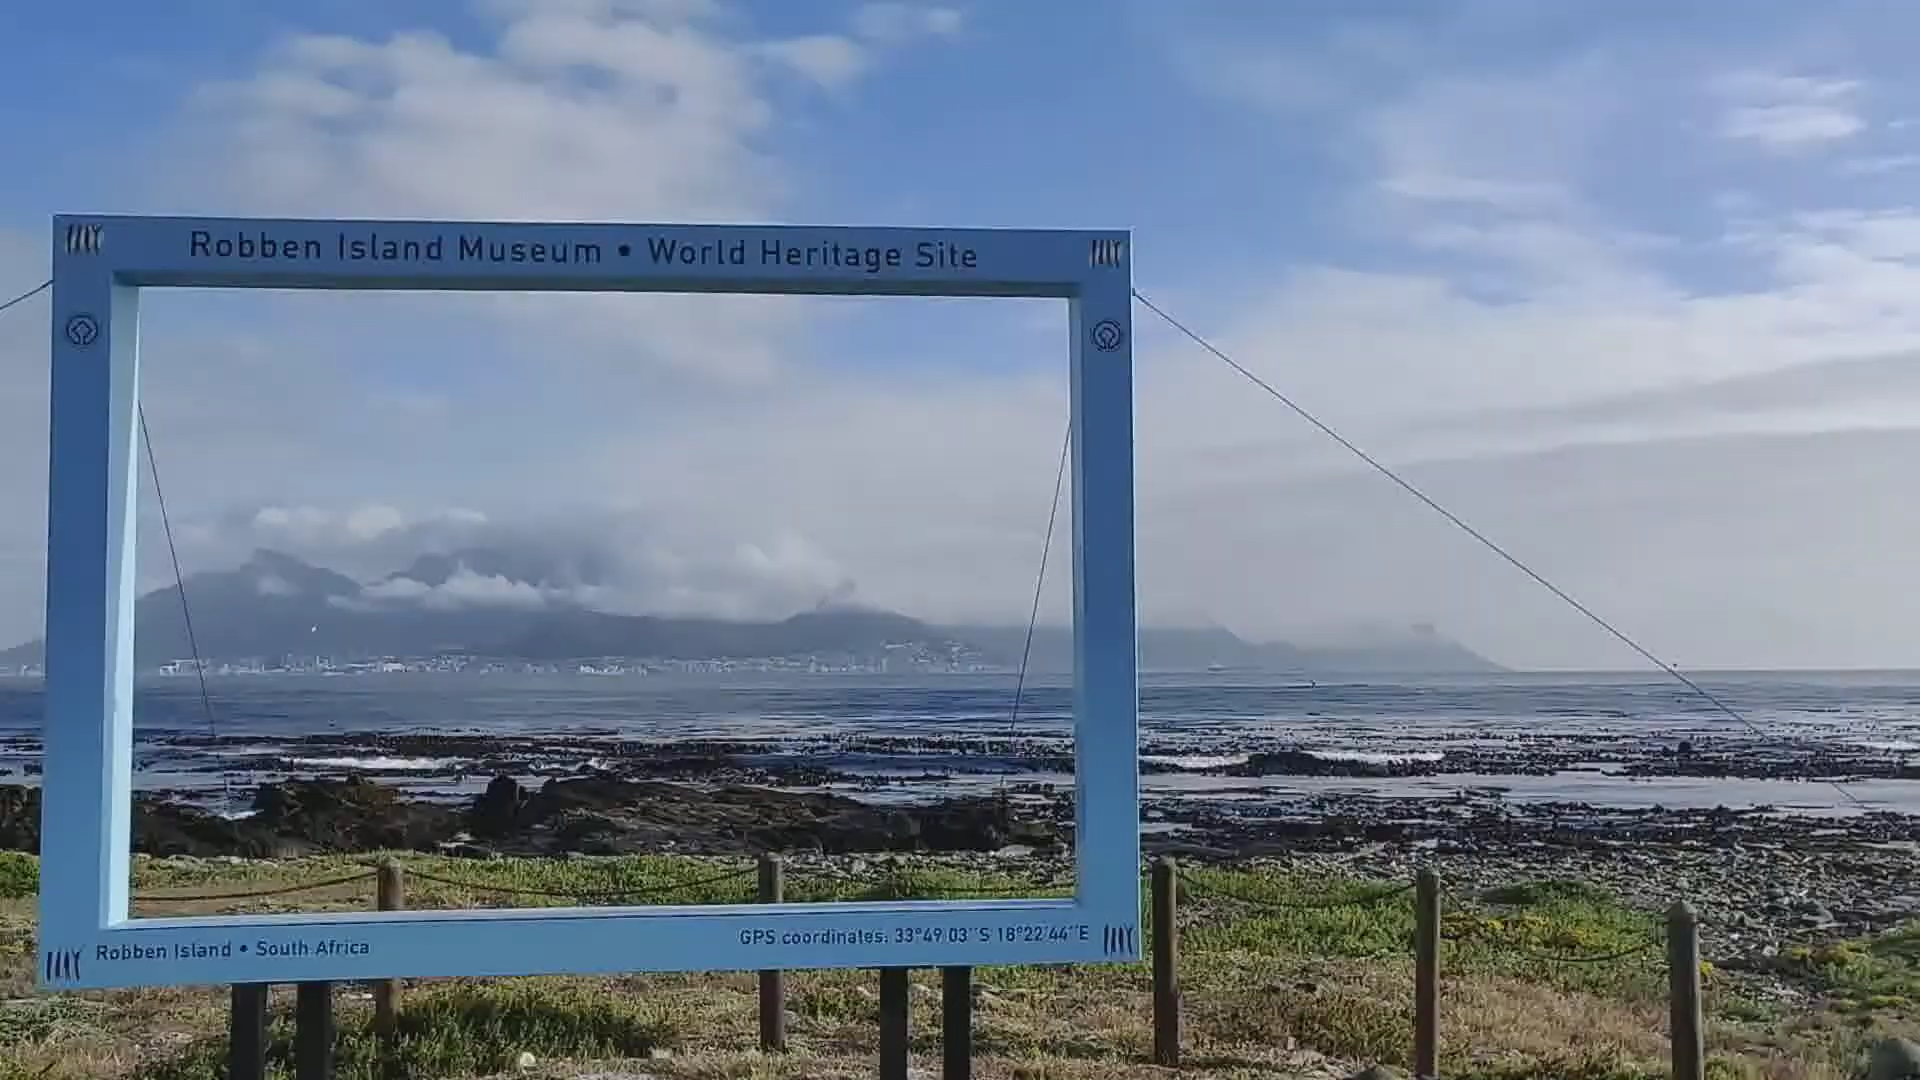 Robben Island Museum • World Heritage Site
Robben Island • South Africa
GPS coordinates: 33°49'03''S 18°22'44''E